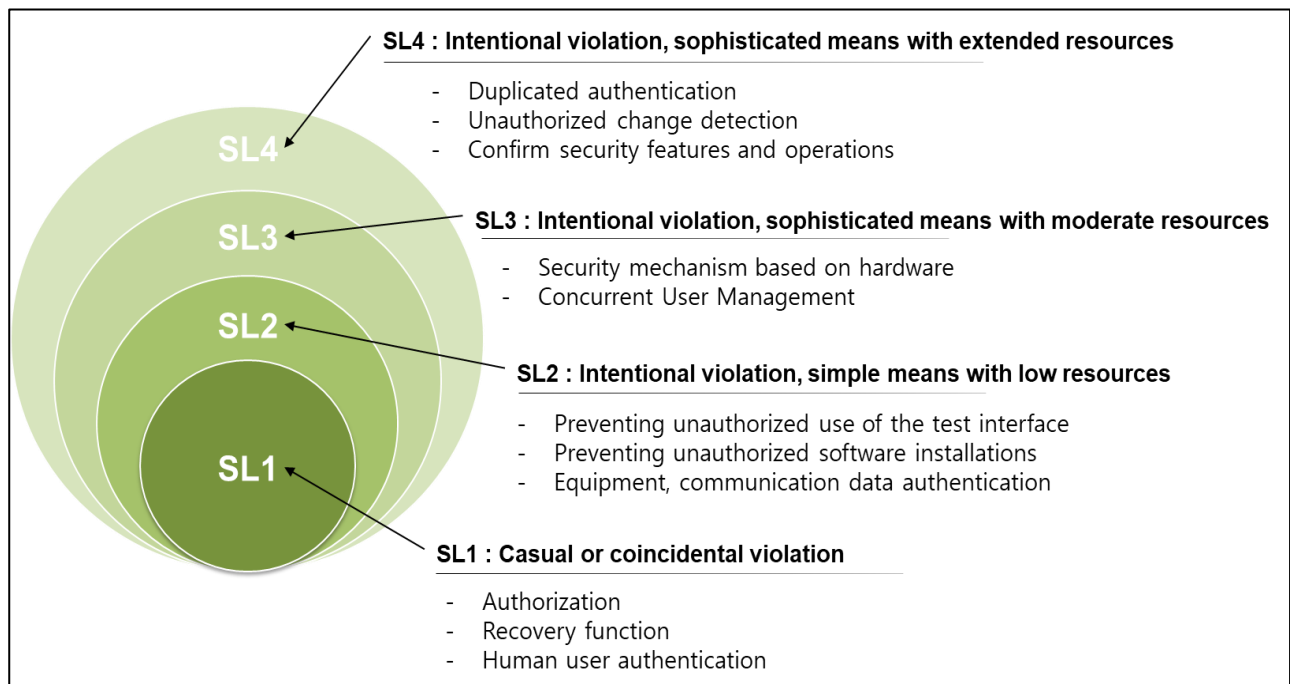 SL4 : Intentional violation, sophisticated means with extended resources
- Duplicated authentication
- Unauthorized change detection
- Confirm security features and operations
SL4
SL3 : Intentional violation, sophisticated means with moderate resources
- Security mechanism based on hardware
- Concurrent User Management
SL3
SL2 : Intentional violation, simple means with low resources
- Preventing unauthorized use of the test interface
- Preventing unauthorized software installations
- Equipment, communication data authentication
SL2
SL1 : Casual or coincidental violation
- Authorization
- Recovery function
- Human user authentication
SL1